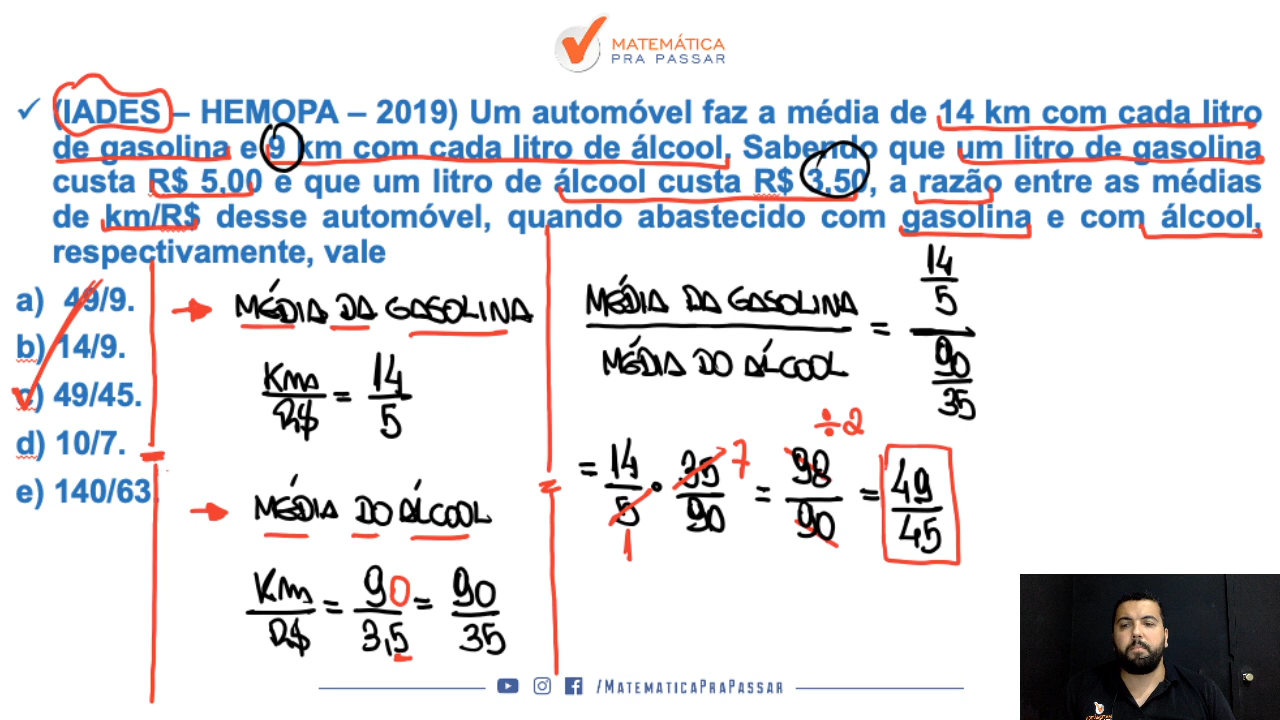 MATEMÁTICA
PRA PASSAR
✓ (IADES – HEMOPA – 2019) Um automóvel faz a média de 14 km com cada litro
de gasolina e 9 km com cada litro de álcool. Sabendo que um litro de gasolina
custa R$ 5,00 e que um litro de álcool custa R$ 3,50, a razão entre as médias
de km/R$ desse automóvel, quando abastecido com gasolina e com álcool,
respectivamente, vale
a) 49/9.
b) 14/9.
c) 49/45.
d) 10/7.
e) 140/63
→ MÉDIA DA GASOLINA
Km/R$ = 14/5
→ MÉDIA DO ÁLCOOL
Km/R$ = 90/3,5 = 90/35
MÉDIA DA GASOLINA / MÉDIA DO ÁLCOOL = 14/5 / 90/35
÷2
= 14/5 · 35/90 = 98/90 = 49/45
7
1
/MATEMATICAPRAPASSAR